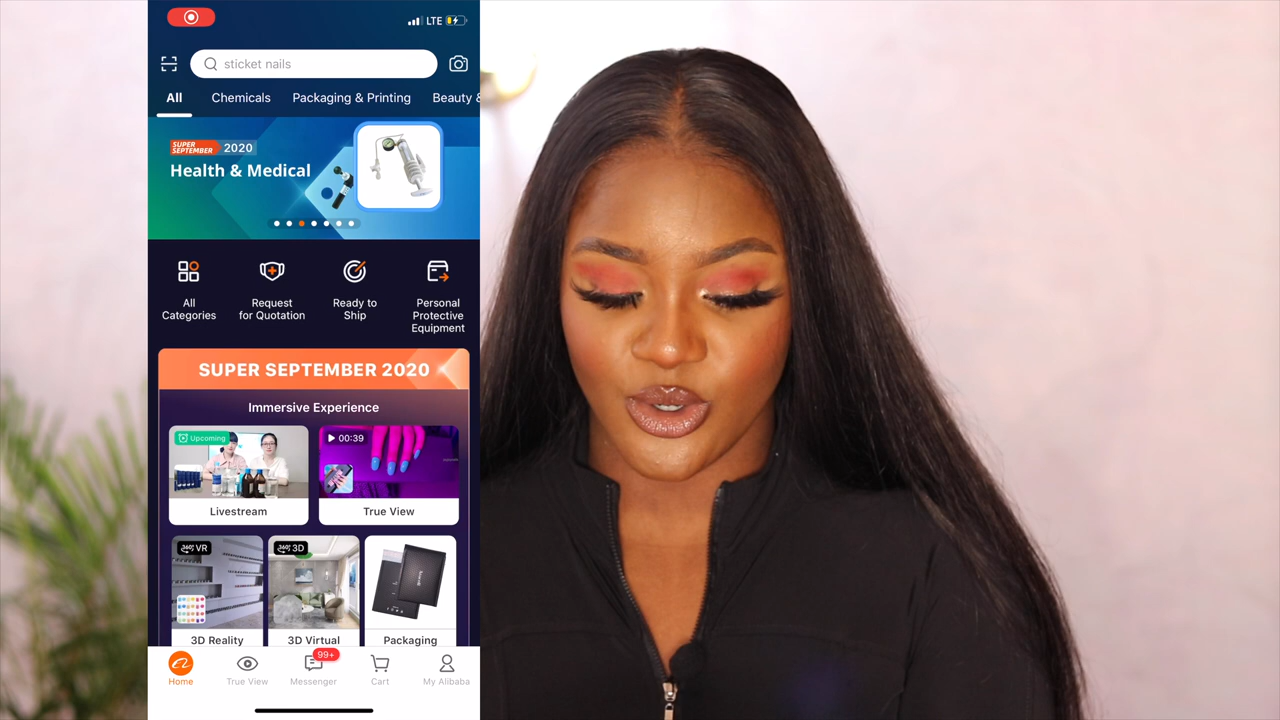 LTE
sticket nails
All Chemicals Packaging & Printing Beauty &
SUPER SEPTEMBER 2020
Health & Medical
All Categories
Request for Quotation
Ready to Ship
Personal Protective Equipment
SUPER SEPTEMBER 2020
Immersive Experience
Upcoming
00:39
Livestream
True View
360° VR
360° 3D
3D Reality
3D Virtual
Packaging
99+
Home
True View
Messenger
Cart
My Alibaba